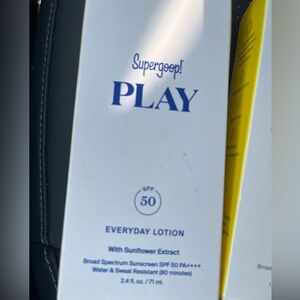 Supergoop!
PLAY
SPF
50
EVERYDAY LOTION
With Sunflower Extract
Broad Spectrum Sunscreen SPF 50 PA++++
Water & Sweat Resistant (80 minutes)
2.4 fl. oz. / 71 mL